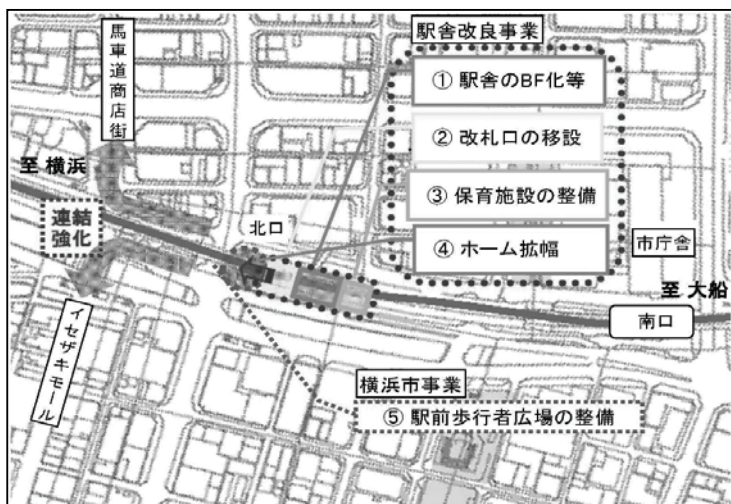 駅舎改良事業
① 駅舎のBF化等
② 改札口の移設
③ 保育施設の整備
④ ホーム拡幅
馬車道商店街
至 横浜
連結
強化
北口
市庁舎
至 大船
南口
イセザキモール
横浜市事業
⑤ 駅前歩行者広場の整備